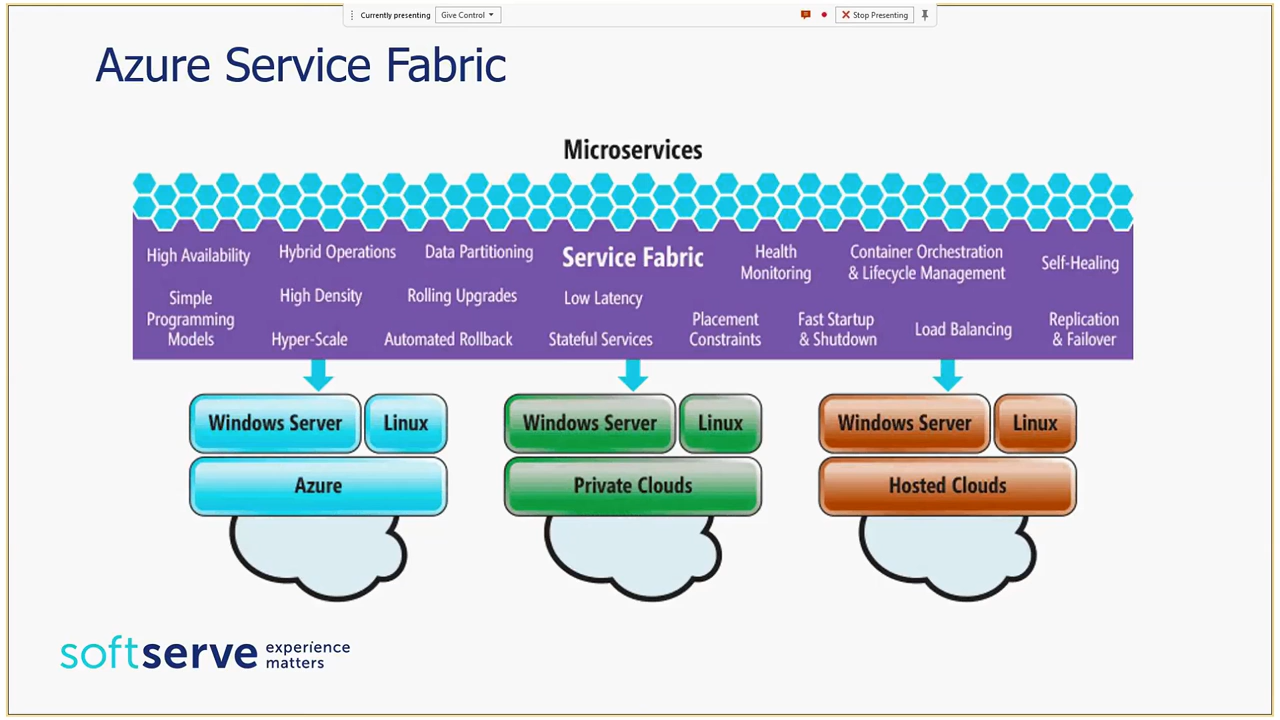 Currently presenting Give Control Stop Presenting
Azure Service Fabric
Microservices
High Availability
Hybrid Operations
Data Partitioning
Service Fabric
Health
Monitoring
Container Orchestration
& Lifecycle Management
Self-Healing
Simple
Programming
Models
High Density
Rolling Upgrades
Low Latency
Hyper-Scale
Automated Rollback
Stateful Services
Placement
Constraints
Fast Startup
& Shutdown
Load Balancing
Replication
& Failover
Windows Server Linux
Azure
Windows Server Linux
Private Clouds
Windows Server Linux
Hosted Clouds
softserve experience
matters